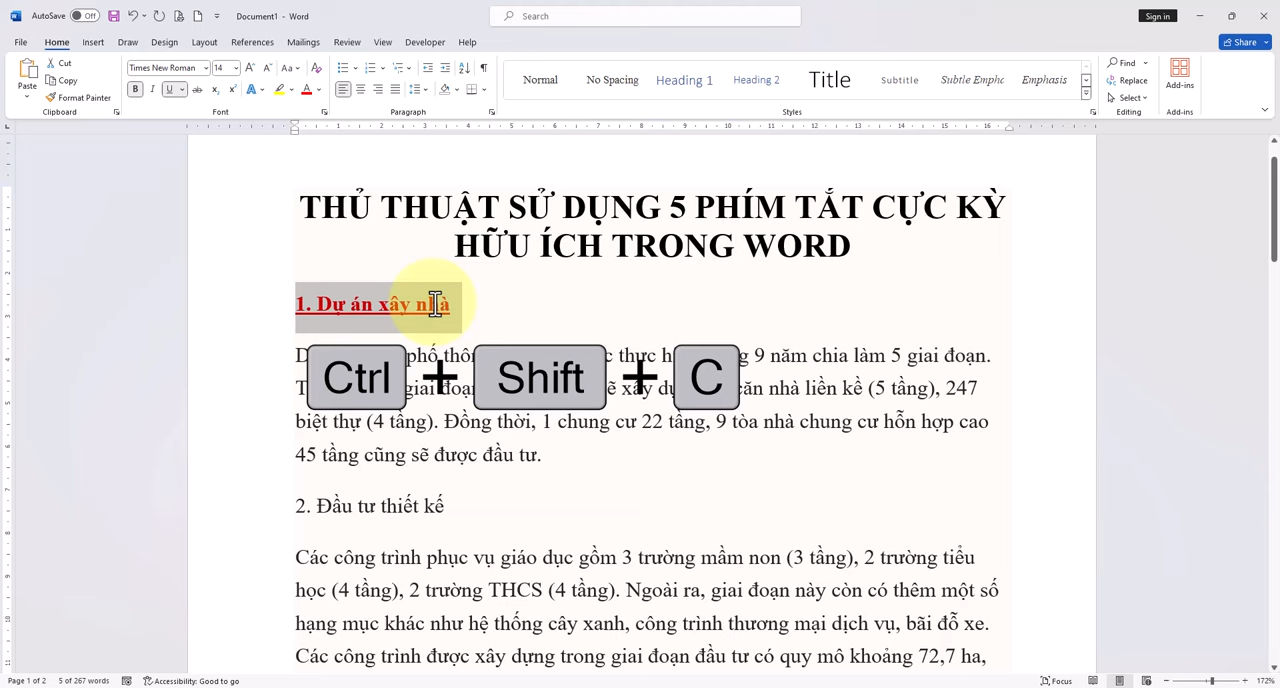 AutoSave Off Document1 - Word Search Sign in
File Home Insert Draw Design Layout References Mailings Review View Developer Help Share
Paste Cut Copy Format Painter
Times New Roman 14
Normal No Spacing Heading 1 Heading 2 Title Subtitle Subtle Emphc Emphasis
Find Replace Select Add-ins
Clipboard Font Paragraph Styles Editing Add-ins
THỦ THUẬT SỬ DỤNG 5 PHÍM TẮT CỰC KỲ
HỮU ÍCH TRONG WORD
1. Dự án xây nhà
phố thôn thực h g 9 năm chia làm 5 giai đoạn.
Ctrl + Shift + C
giai đoạn ẽ xây dự căn nhà liền kề (5 tầng), 247
biệt thự (4 tầng). Đồng thời, 1 chung cư 22 tầng, 9 tòa nhà chung cư hỗn hợp cao
45 tầng cũng sẽ được đầu tư.
2. Đầu tư thiết kế
Các công trình phục vụ giáo dục gồm 3 trường mầm non (3 tầng), 2 trường tiểu
học (4 tầng), 2 trường THCS (4 tầng). Ngoài ra, giai đoạn này còn có thêm một số
hạng mục khác như hệ thống cây xanh, công trình thương mại dịch vụ, bãi đỗ xe.
Các công trình được xây dựng trong giai đoạn đầu tư có quy mô khoảng 72,7 ha,
Page 1 of 2 5 of 267 words Accessibility: Good to go Focus 172%